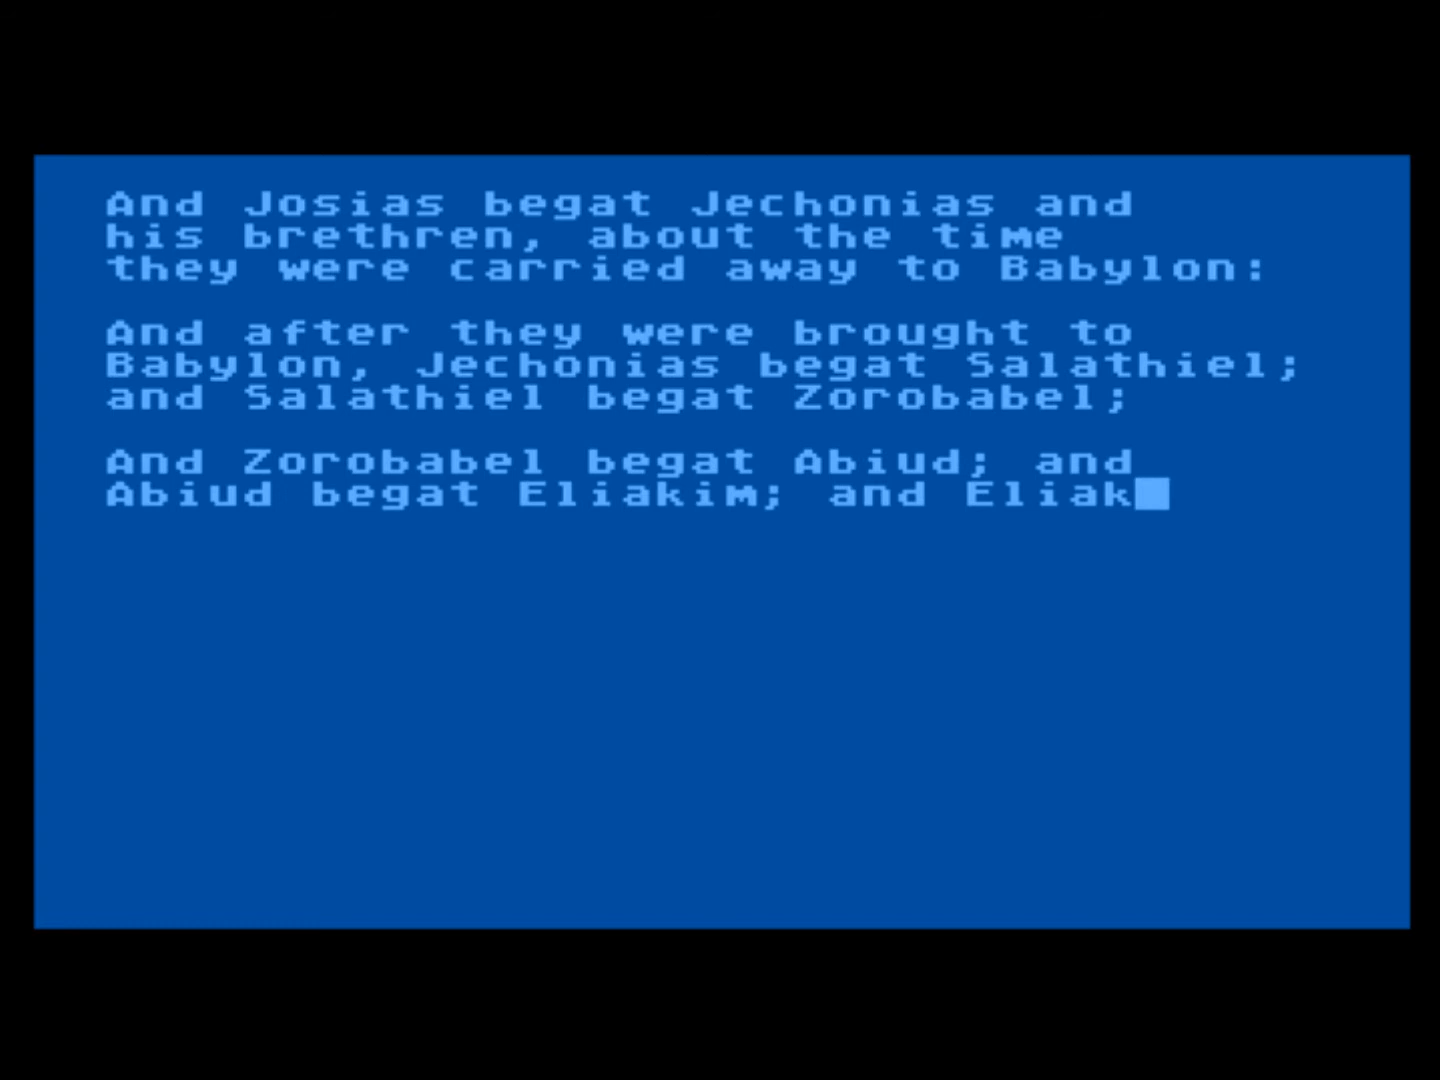 And Josias begat Jechonias and
his brethren, about the time
they were carried away to Babylon:
And after they were brought to
Babylon, Jechonias begat Salathiel;
and Salathiel begat Zorobabel;
And Zorobabel begat Abiud; and
Abiud begat Eliakim; and Eliak